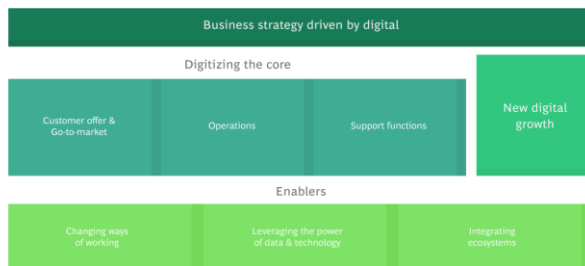 Business strategy driven by digital
Digitizing the core
Customer offer &
Go-to-market
Operations
Support functions
New digital
growth
Enablers
Changing ways
of working
Leveraging the power
of data & technology
Integrating
ecosystems